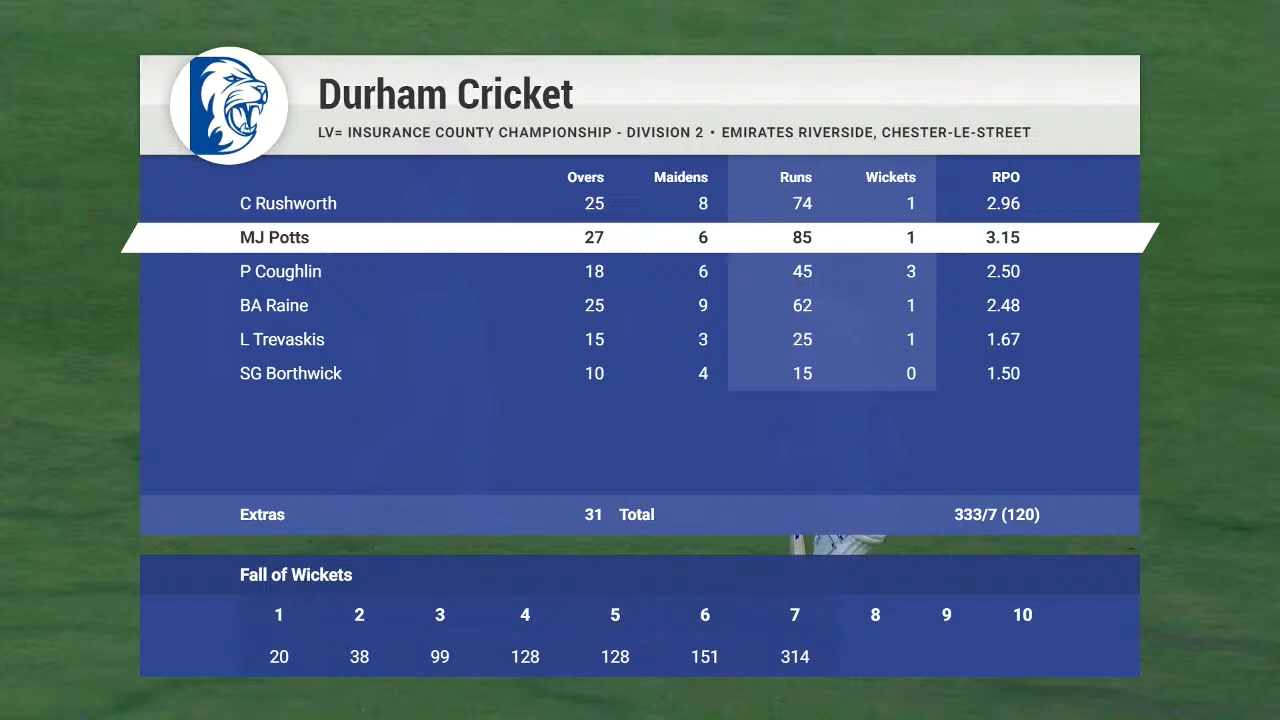 Durham Cricket
LV= INSURANCE COUNTY CHAMPIONSHIP - DIVISION 2 • EMIRATES RIVERSIDE, CHESTER-LE-STREET
Overs Maidens Runs Wickets RPO
C Rushworth 25 8 74 1 2.96
MJ Potts 27 6 85 1 3.15
P Coughlin 18 6 45 3 2.50
BA Raine 25 9 62 1 2.48
L Trevaskis 15 3 25 1 1.67
SG Borthwick 10 4 15 0 1.50
Extras 31 Total 333/7 (120)
Fall of Wickets
1 2 3 4 5 6 7 8 9 10
20 38 99 128 128 151 314